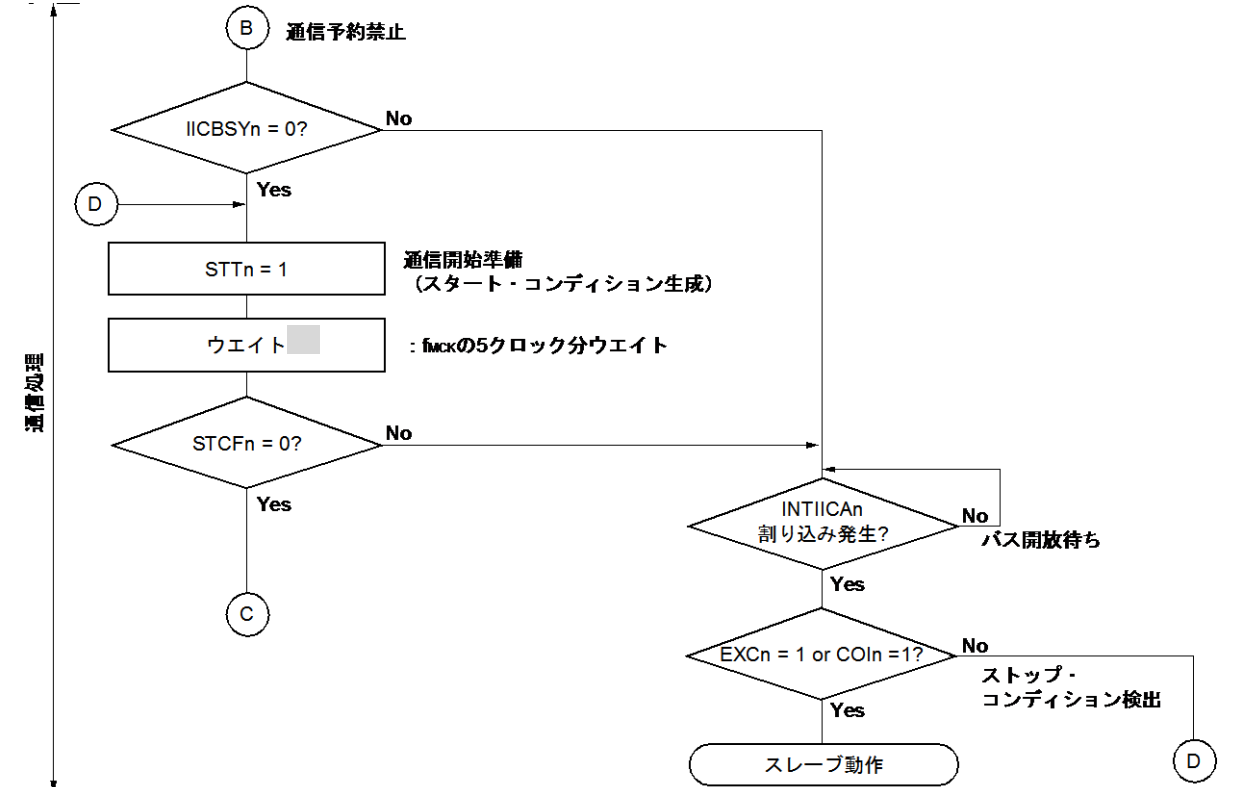 B
通信予約禁止
IICBSYn = 0?
No
Yes
D
STTn = 1
通信開始準備
（スタート・コンディション生成）
ウエイト
：fMCKの5クロック分ウエイト
通信処理
STCFn = 0?
No
Yes
C
INTIICAn
割り込み発生?
No
バス開放待ち
Yes
EXCn = 1 or COIn =1?
No
ストップ・
コンディション検出
Yes
スレーブ動作
D